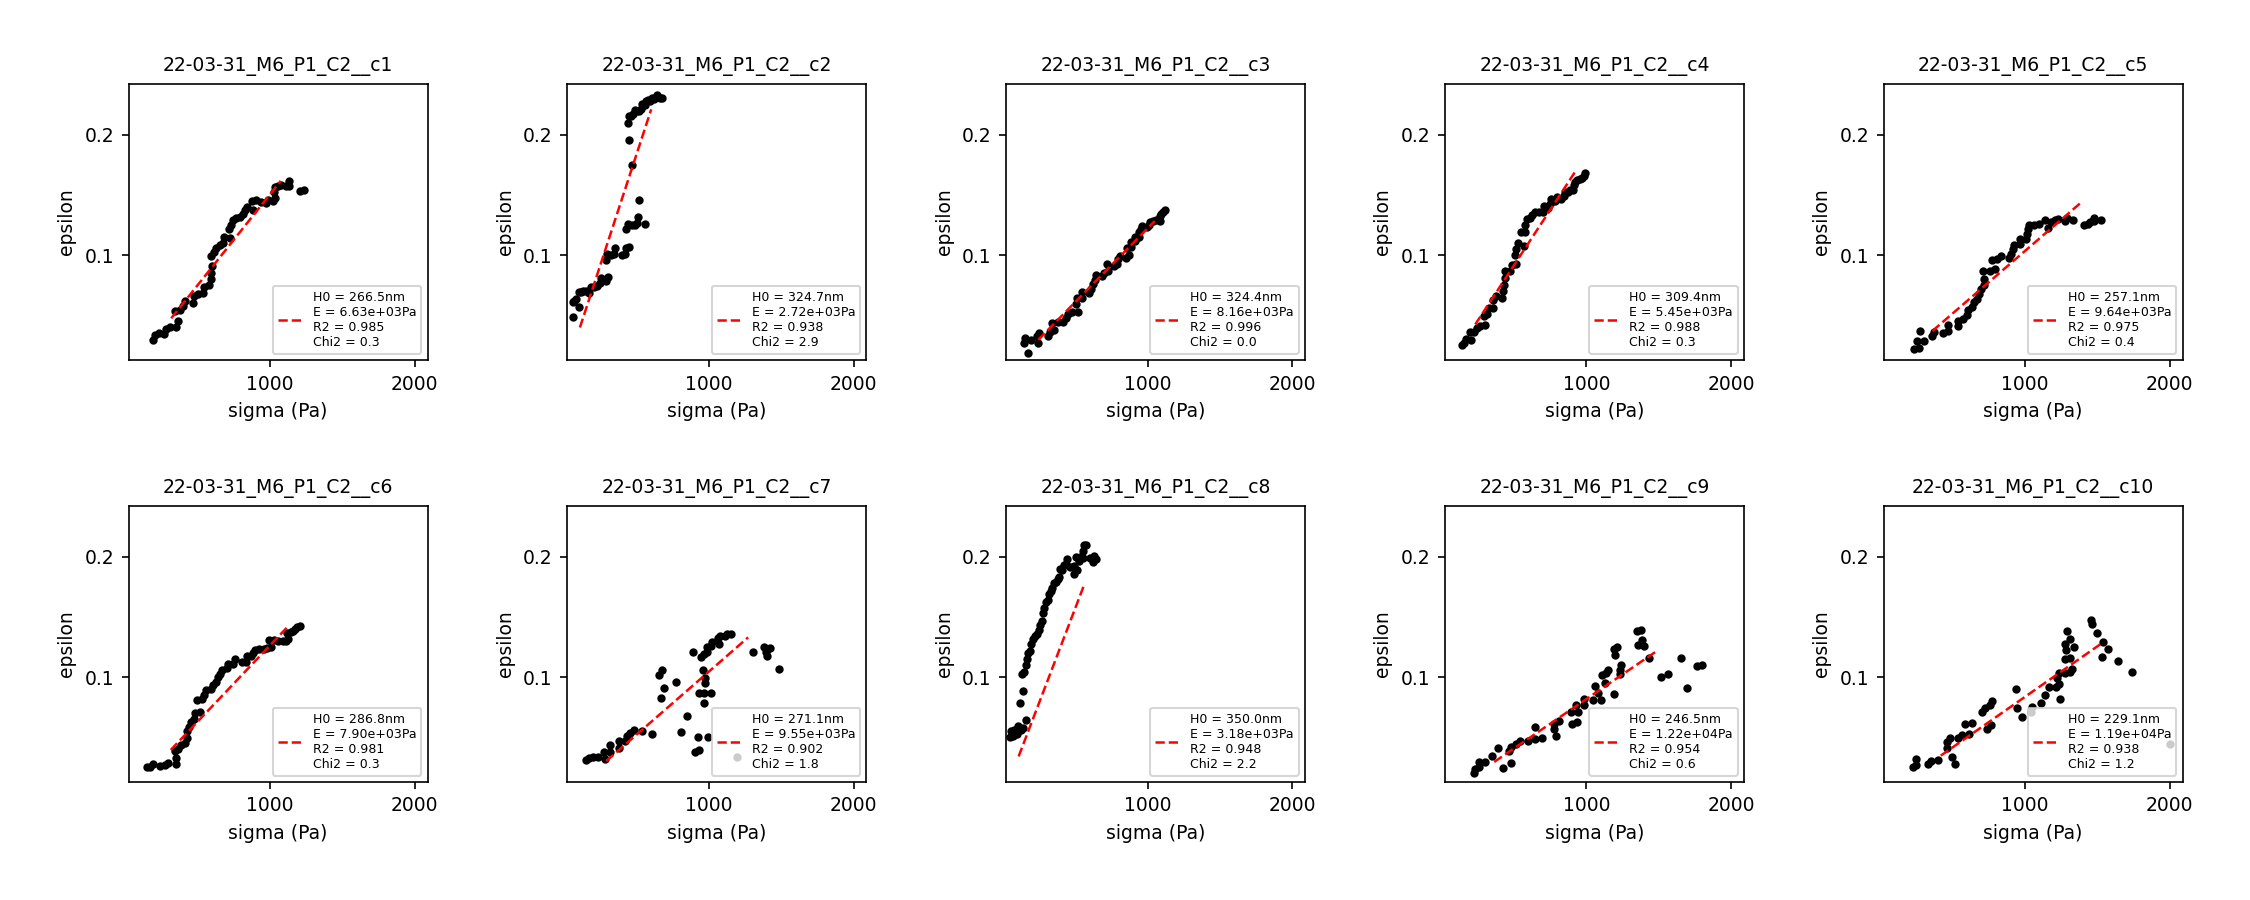 22-03-31_M6_P1_C2__c1
0.2
0.1
epsilon
H0 = 266.5nm
E = 6.63e+03Pa
R2 = 0.985
Chi2 = 0.3
1000
2000
sigma (Pa)
22-03-31_M6_P1_C2__c2
0.2
0.1
epsilon
H0 = 324.7nm
E = 2.72e+03Pa
R2 = 0.938
Chi2 = 2.9
1000
2000
sigma (Pa)
22-03-31_M6_P1_C2__c3
0.2
0.1
epsilon
H0 = 324.4nm
E = 8.16e+03Pa
R2 = 0.996
Chi2 = 0.0
1000
2000
sigma (Pa)
22-03-31_M6_P1_C2__c4
0.2
0.1
epsilon
H0 = 309.4nm
E = 5.45e+03Pa
R2 = 0.988
Chi2 = 0.3
1000
2000
sigma (Pa)
22-03-31_M6_P1_C2__c5
0.2
0.1
epsilon
H0 = 257.1nm
E = 9.64e+03Pa
R2 = 0.975
Chi2 = 0.4
1000
2000
sigma (Pa)
22-03-31_M6_P1_C2__c6
0.2
0.1
epsilon
H0 = 286.8nm
E = 7.90e+03Pa
R2 = 0.981
Chi2 = 0.3
1000
2000
sigma (Pa)
22-03-31_M6_P1_C2__c7
0.2
0.1
epsilon
H0 = 271.1nm
E = 9.55e+03Pa
R2 = 0.902
Chi2 = 1.8
1000
2000
sigma (Pa)
22-03-31_M6_P1_C2__c8
0.2
0.1
epsilon
H0 = 350.0nm
E = 3.18e+03Pa
R2 = 0.948
Chi2 = 2.2
1000
2000
sigma (Pa)
22-03-31_M6_P1_C2__c9
0.2
0.1
epsilon
H0 = 246.5nm
E = 1.22e+04Pa
R2 = 0.954
Chi2 = 0.6
1000
2000
sigma (Pa)
22-03-31_M6_P1_C2__c10
0.2
0.1
epsilon
H0 = 229.1nm
E = 1.19e+04Pa
R2 = 0.938
Chi2 = 1.2
1000
2000
sigma (Pa)